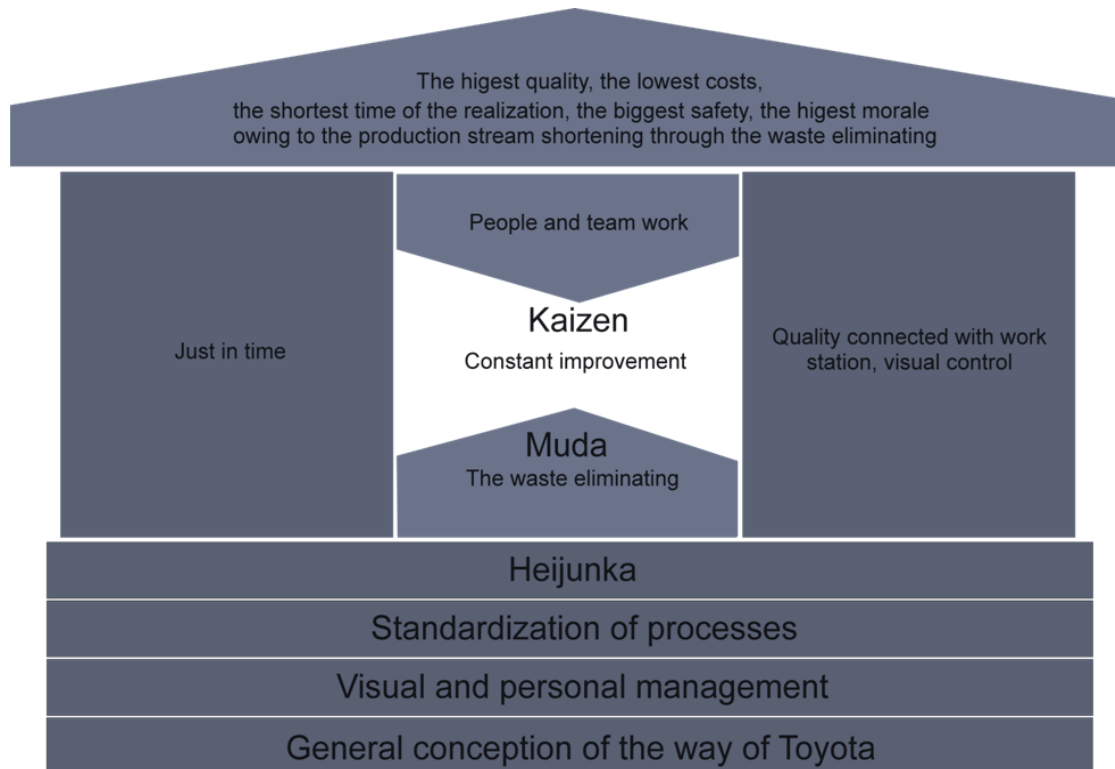 The higest quality, the lowest costs,
the shortest time of the realization, the biggest safety, the higest morale
owing to the production stream shortening through the waste eliminating
People and team work
Just in time
Kaizen
Constant improvement
Quality connected with work
station, visual control
Muda
The waste eliminating
Heijunka
Standardization of processes
Visual and personal management
General conception of the way of Toyota